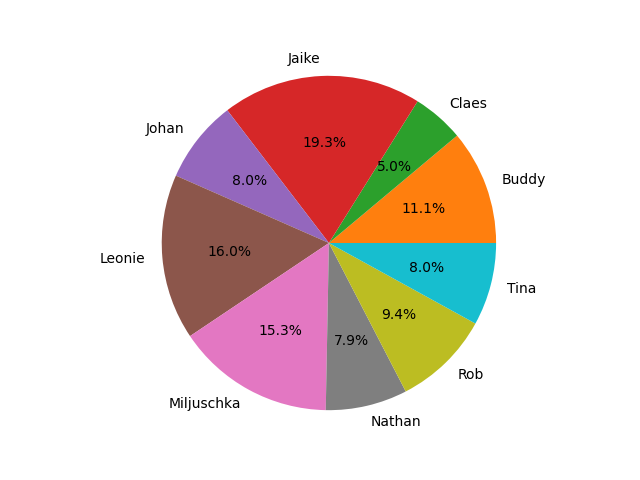 Jaike
19.3%
Claes
5.0%
Buddy
11.1%
Johan
8.0%
Leonie
16.0%
Miljuschka
15.3%
Nathan
7.9%
Rob
9.4%
Tina
8.0%